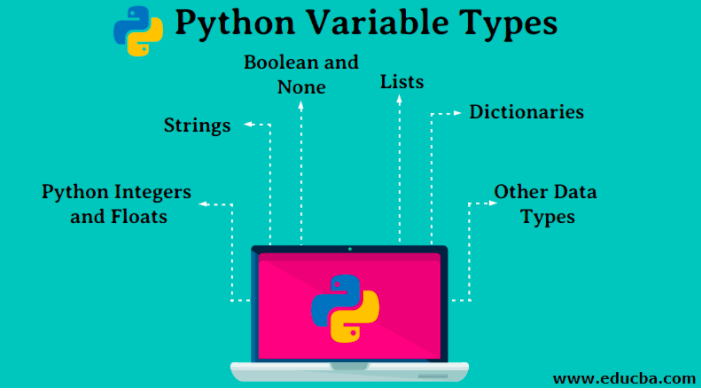 Python Variable Types
Boolean and
None
Lists
Strings
Dictionaries
Python Integers
and Floats
Other Data
Types
www.educba.com